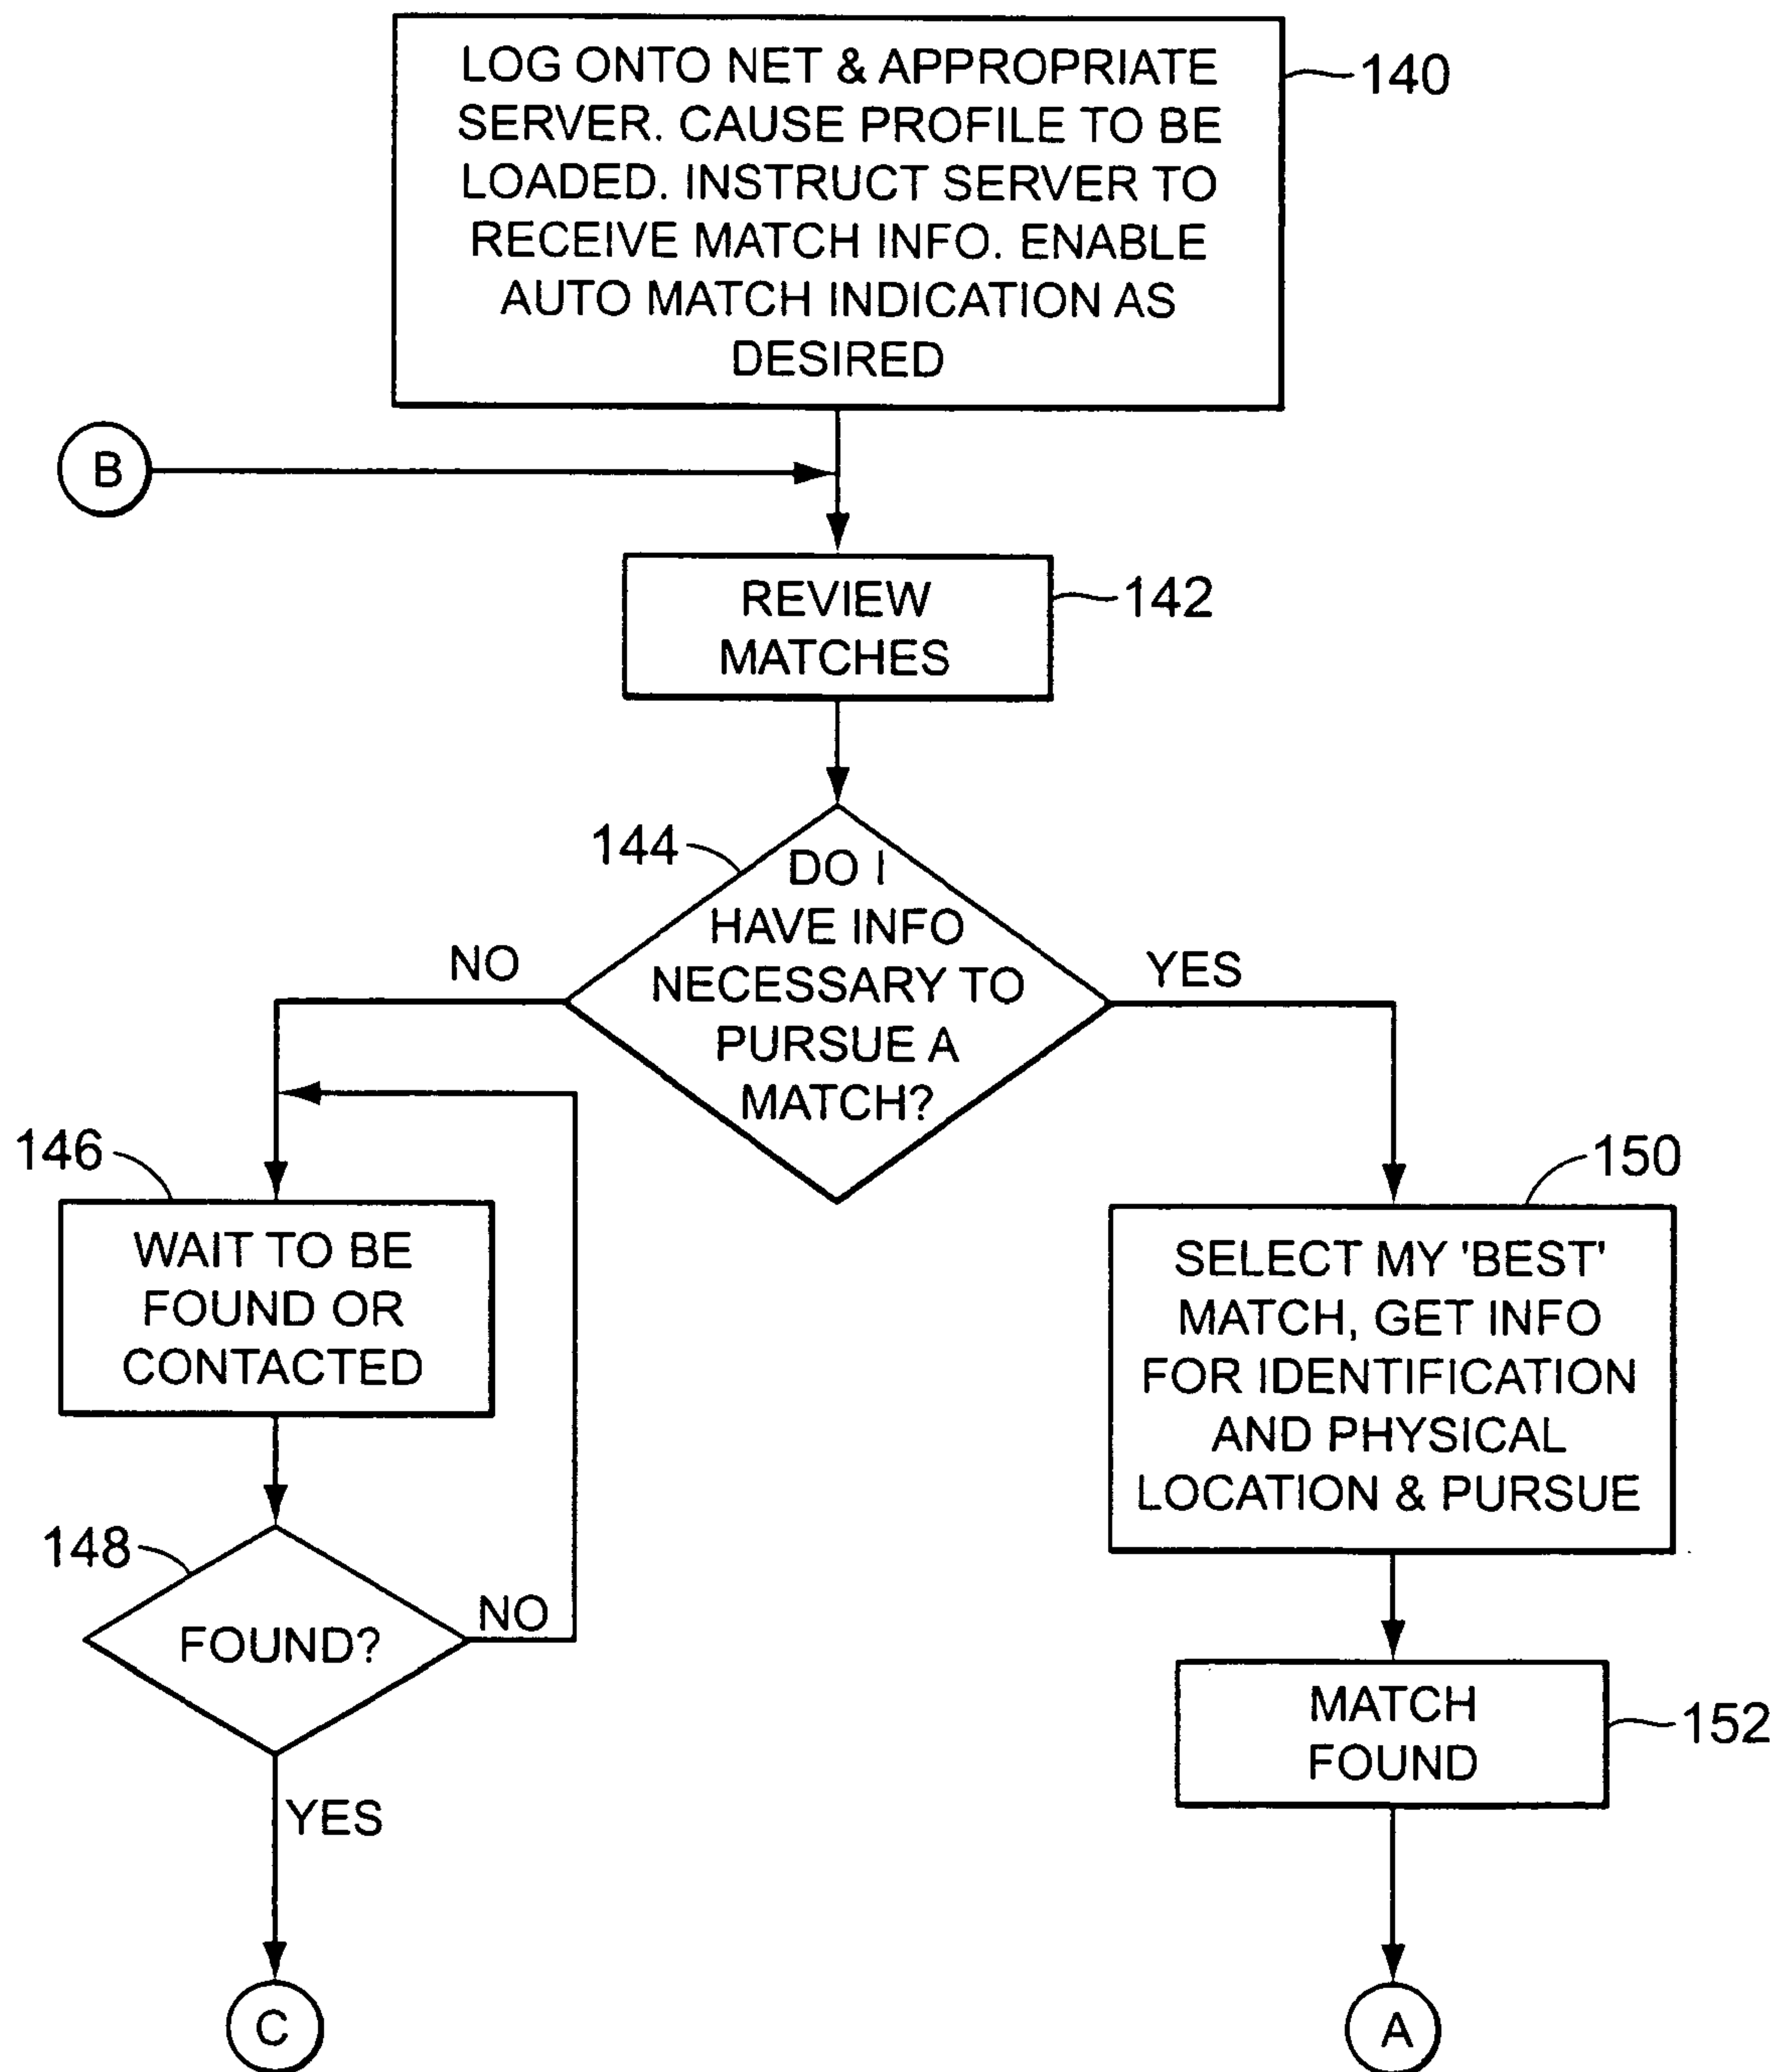 LOG ONTO NET & APPROPRIATE
SERVER. CAUSE PROFILE TO BE
LOADED. INSTRUCT SERVER TO
RECEIVE MATCH INFO. ENABLE
AUTO MATCH INDICATION AS
DESIRED
140
B
REVIEW
MATCHES
142
144
DO I
HAVE INFO
NECESSARY TO
PURSUE A
MATCH?
NO
YES
146
WAIT TO BE
FOUND OR
CONTACTED
150
SELECT MY 'BEST'
MATCH, GET INFO
FOR IDENTIFICATION
AND PHYSICAL
LOCATION & PURSUE
148
FOUND?
NO
YES
MATCH
FOUND
152
C
A